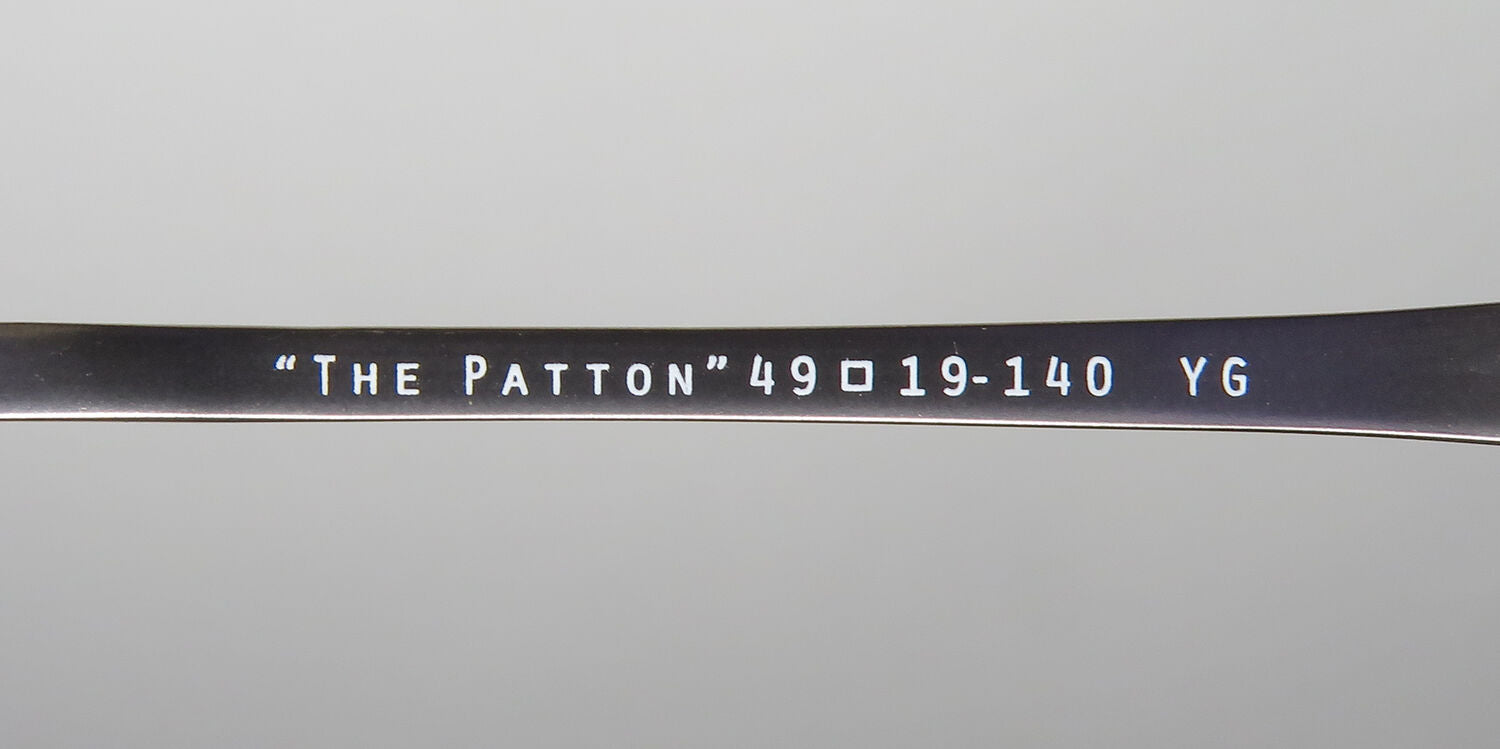 “THE PATTON” 49□19-140 YG